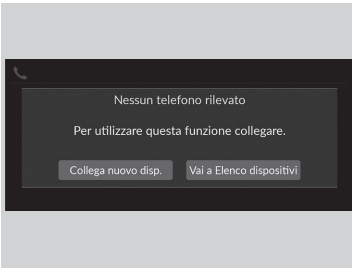 Nessun telefono rilevato
Per utilizzare questa funzione collegare.
Collega nuovo disp.
Vai a Elenco dispositivi